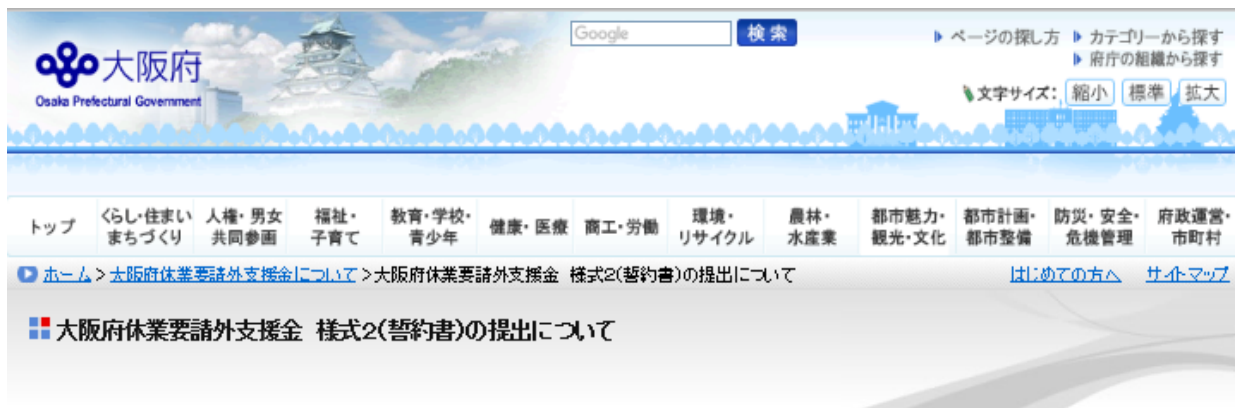 Google 検索
ページの探し方 カテゴリーから探す
府庁の組織から探す
大阪府
Osaka Prefectural Government
文字サイズ： 縮小 標準 拡大
トップ
くらし・住まい
まちづくり
人権・男女
共同参画
福祉・
子育て
教育・学校・
青少年
健康・医療
商工・労働
環境・
リサイクル
農林・
水産業
都市魅力・
観光・文化
都市計画・
都市整備
防災・安全・
危機管理
府政運営・
市町村
ホーム > 大阪府休業要請外支援金について > 大阪府休業要請外支援金 様式2(誓約書)の提出について
はじめての方へ サイトマップ
大阪府休業要請外支援金 様式2(誓約書)の提出について